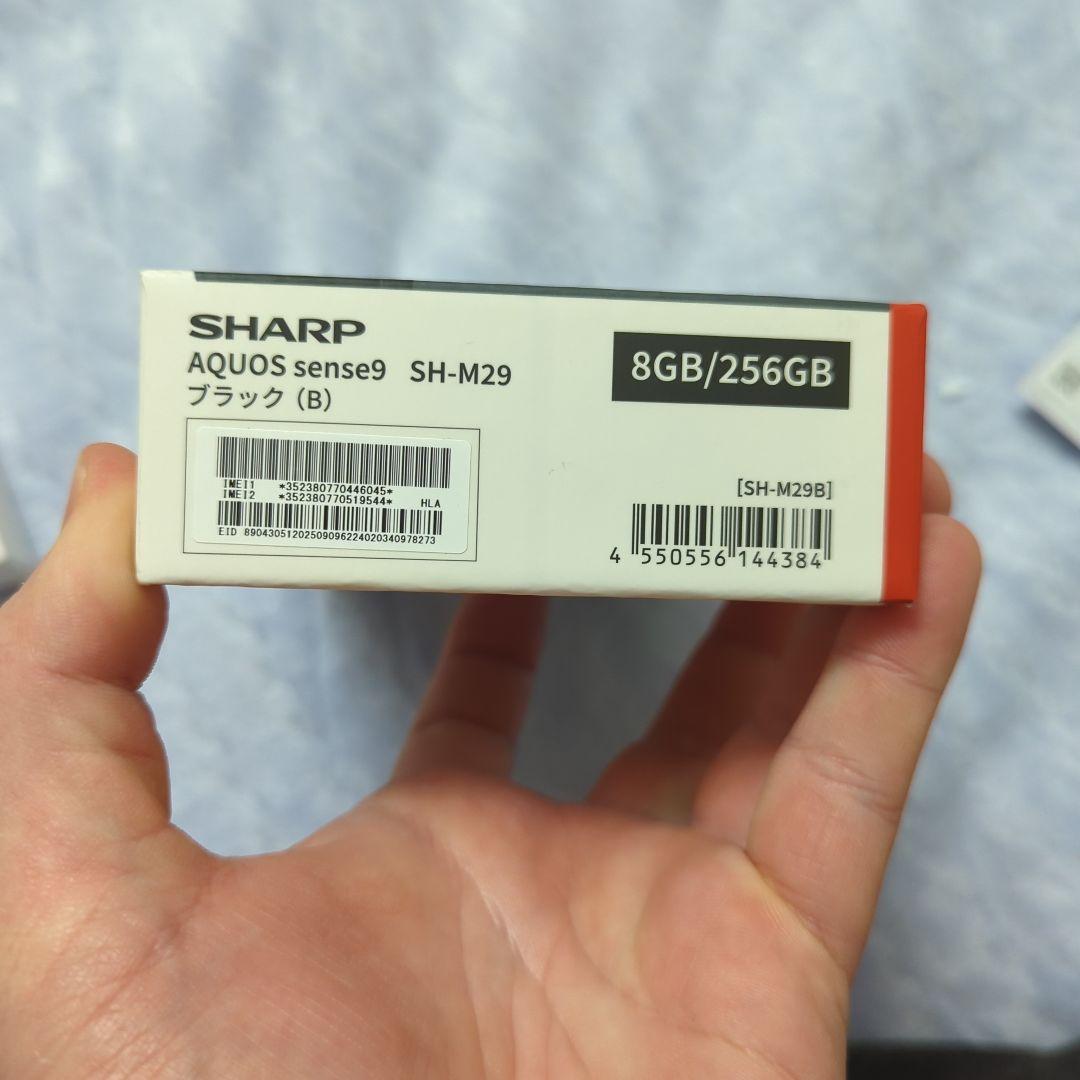 SHARP
AQUOS sense9 SH-M29
ブラック（B）
8GB/256GB
IMEI1 *352380770446045*
IMEI2 *352380770519544* HLA
EID 89043051202509096224020340978273
[SH-M29B]
4 550556 144384